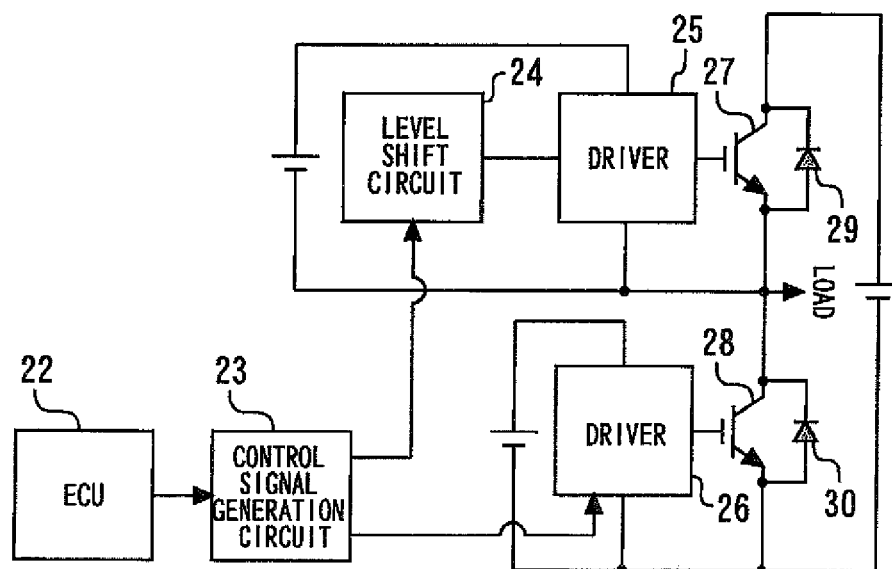 25
24
27
LEVEL
SHIFT
CIRCUIT
DRIVER
29
LOAD
28
22
23
DRIVER
ECU
CONTROL
SIGNAL
GENERATION
CIRCUIT
26
30